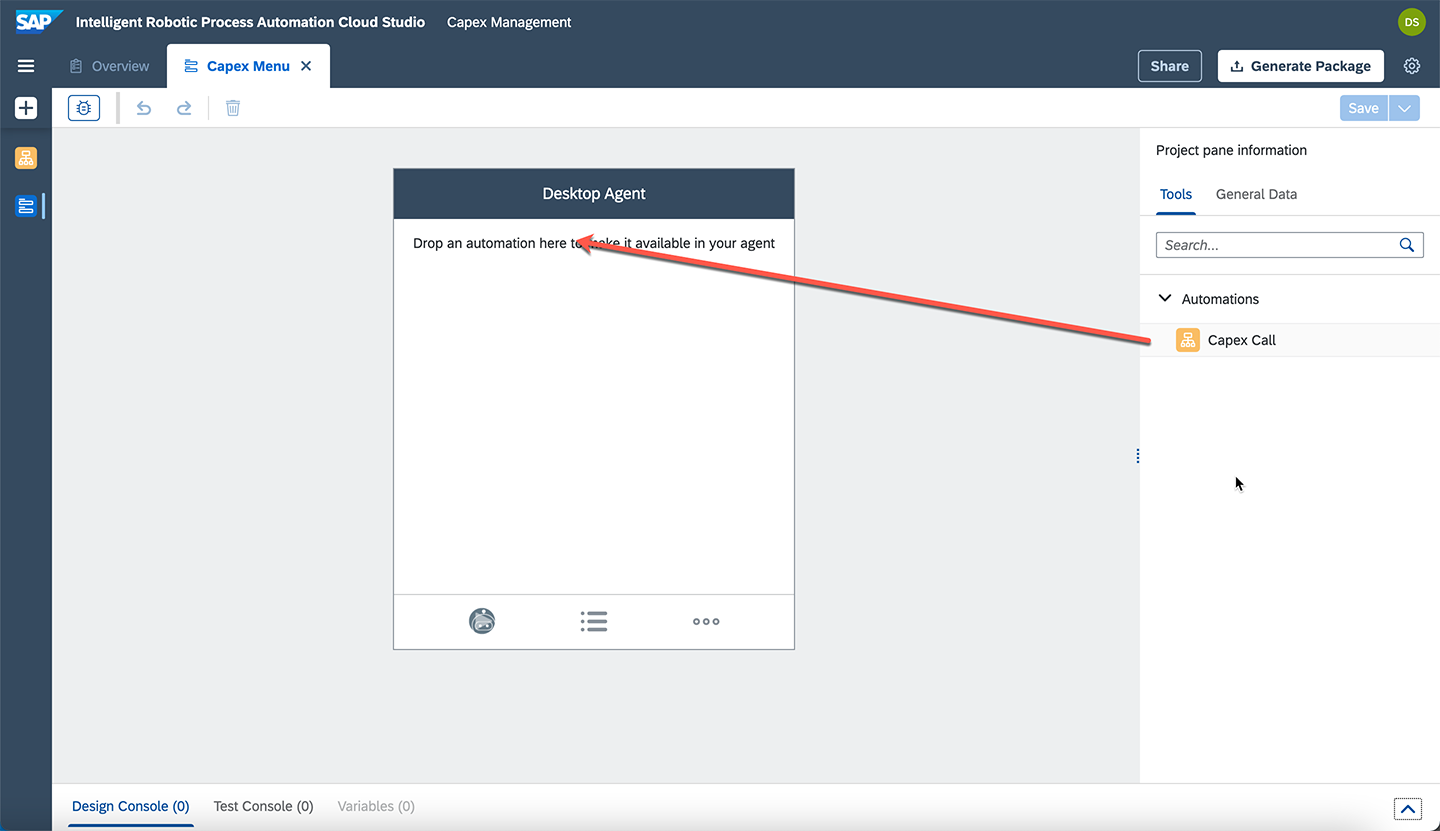 SAP Intelligent Robotic Process Automation Cloud Studio Capex Management DS
Overview Capex Menu Share Generate Package
Save
Project pane information
Tools General Data
Search...
Automations
Capex Call
Desktop Agent
Drop an automation here to make it available in your agent
Design Console (0) Test Console (0) Variables (0)